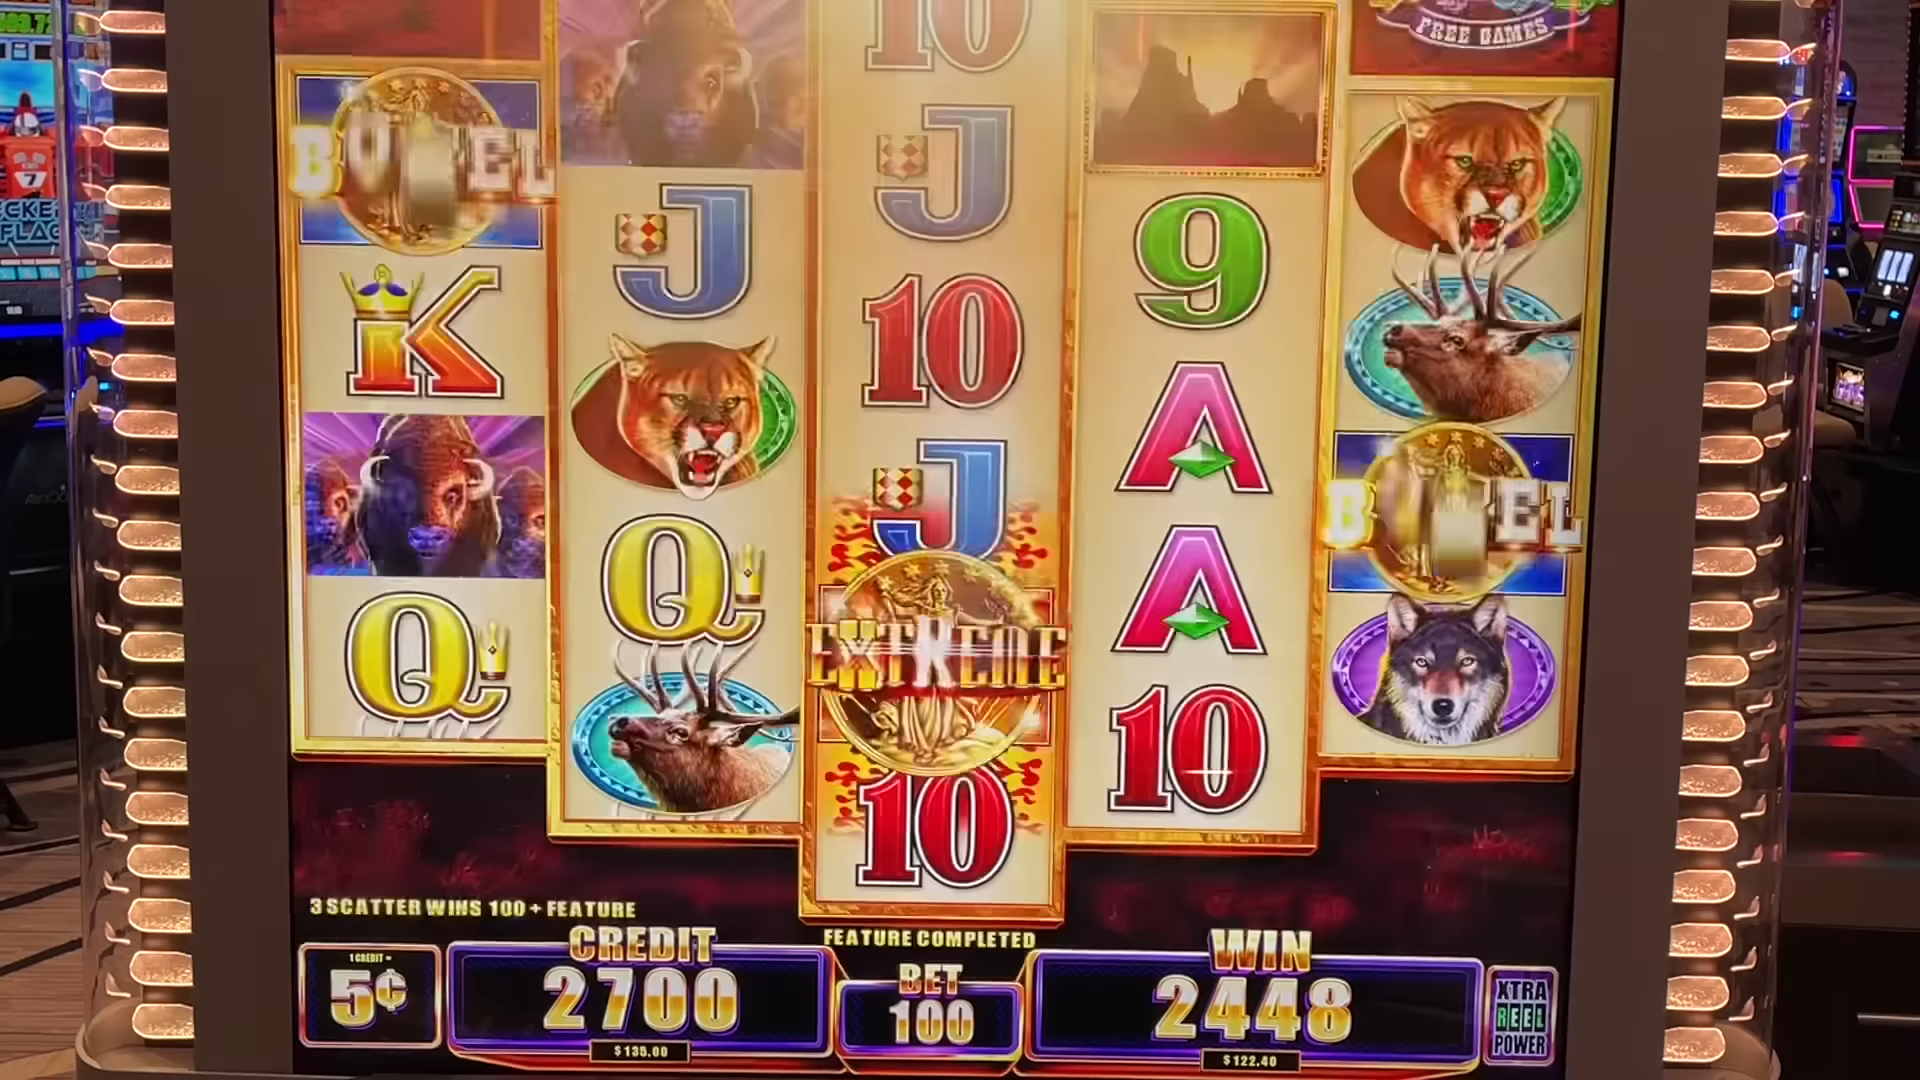 FREE GAMES
10
J
J
9
K
10
A
J
Q
Q
A
EXTREME
10
10
7
3 SCATTER WINS 100 + FEATURE
FEATURE COMPLETED
1 CREDIT =
5¢
CREDIT
2700
$135.00
BET
100
WIN
2448
$122.40
XTRA
REEL
POWER